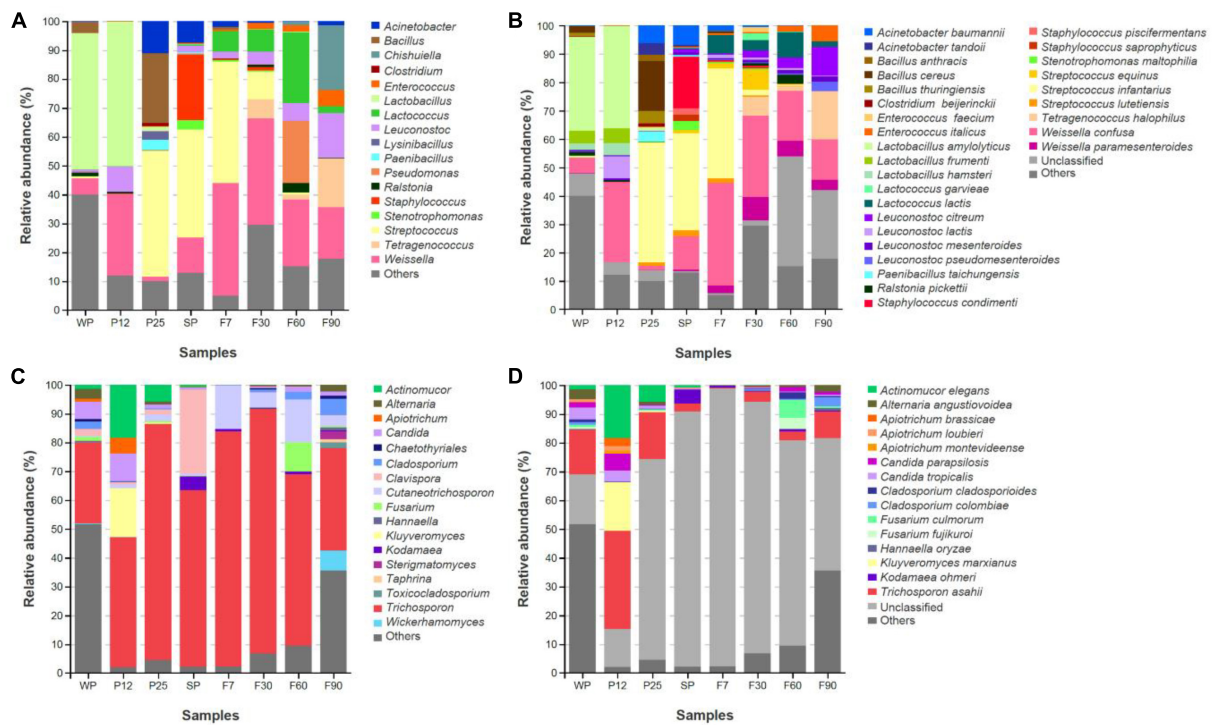 A
Relative abundance (%)
100
90
80
70
60
50
40
30
20
10
0
WP P12 P25 SP F7 F30 F60 F90
Samples
Acinetobacter
Bacillus
Chishuiella
Clostridium
Enterococcus
Lactobacillus
Lactococcus
Leuconostoc
Lysinibacillus
Paenibacillus
Pseudomonas
Ralstonia
Staphylococcus
Stenotrophomonas
Streptococcus
Tetragenococcus
Weissella
Others
B
Relative abundance (%)
100
90
80
70
60
50
40
30
20
10
0
WP P12 P25 SP F7 F30 F60 F90
Samples
Acinetobacter baumannii
Acinetobacter tandoii
Bacillus anthracis
Bacillus cereus
Bacillus thuringiensis
Clostridium beijerinckii
Enterococcus faecium
Enterococcus italicus
Lactobacillus amylolyticus
Lactobacillus frumenti
Lactobacillus hamsteri
Lactococcus garvieae
Lactococcus lactis
Leuconostoc citreum
Leuconostoc lactis
Leuconostoc mesenteroides
Leuconostoc pseudomesenteroides
Paenibacillus taichungensis
Ralstonia pickettii
Staphylococcus condimenti
Staphylococcus piscifermentans
Staphylococcus saprophyticus
Stenotrophomonas maltophilia
Streptococcus equinus
Streptococcus infantarius
Streptococcus lutetiensis
Tetragenococcus halophilus
Weissella confusa
Weissella paramesenteroides
Unclassified
Others
C
Relative abundance (%)
100
90
80
70
60
50
40
30
20
10
0
WP P12 P25 SP F7 F30 F60 F90
Samples
Actinomucor
Alternaria
Apiotrichum
Candida
Chaetothyriales
Cladosporium
Clavispora
Cutaneotrichosporon
Fusarium
Hannaella
Kluyveromyces
Kodamaea
Sterigmatomyces
Taphrina
Toxicocladosporium
Trichosporon
Wickerhamomyces
Others
D
Relative abundance (%)
100
90
80
70
60
50
40
30
20
10
0
WP P12 P25 SP F7 F30 F60 F90
Samples
Actinomucor elegans
Alternaria angustiovoidea
Apiotrichum brassicae
Apiotrichum loubieri
Apiotrichum montevideense
Candida parapsilosis
Candida tropicalis
Cladosporium cladosporioides
Cladosporium colombiae
Fusarium culmorum
Fusarium fujikuroi
Hannaella oryzae
Kluyveromyces marxianus
Kodamaea ohmeri
Trichosporon asahii
Unclassified
Others